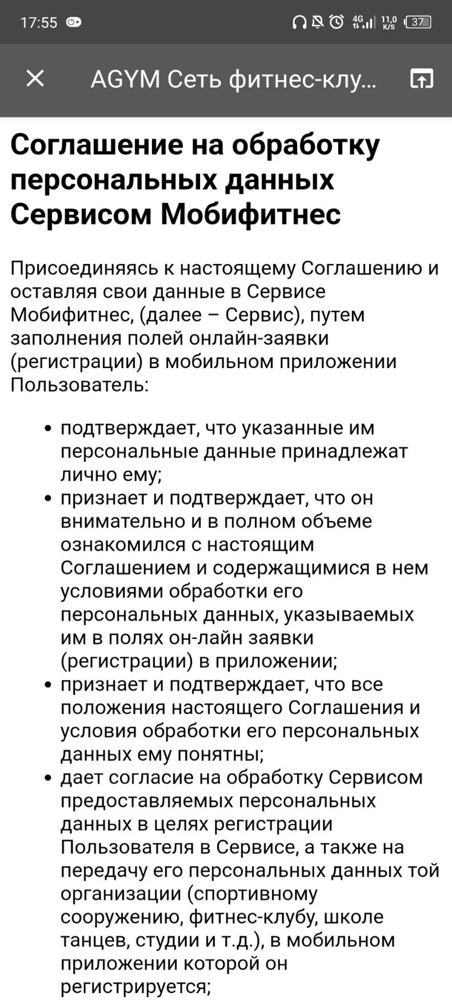 17:55
4G
11,0
K/S
37
AGYM Сеть фитнес-клу...
Соглашение на обработку
персональных данных
Сервисом Мобифитнес
Присоединяясь к настоящему Соглашению и
оставляя свои данные в Сервисе
Мобифитнес, (далее – Сервис), путем
заполнения полей онлайн-заявки
(регистрации) в мобильном приложении
Пользователь:
• подтверждает, что указанные им
персональные данные принадлежат
лично ему;
• признает и подтверждает, что он
внимательно и в полном объеме
ознакомился с настоящим
Соглашением и содержащимися в нем
условиями обработки его
персональных данных, указываемых
им в полях он-лайн заявки
(регистрации) в приложении;
• признает и подтверждает, что все
положения настоящего Соглашения и
условия обработки его персональных
данных ему понятны;
• дает согласие на обработку Сервисом
предоставляемых персональных
данных в целях регистрации
Пользователя в Сервисе, а также на
передачу его персональных данных той
организации (спортивному
сооружению, фитнес-клубу, школе
танцев, студии и т.д.), в мобильном
приложении которой он
регистрируется;